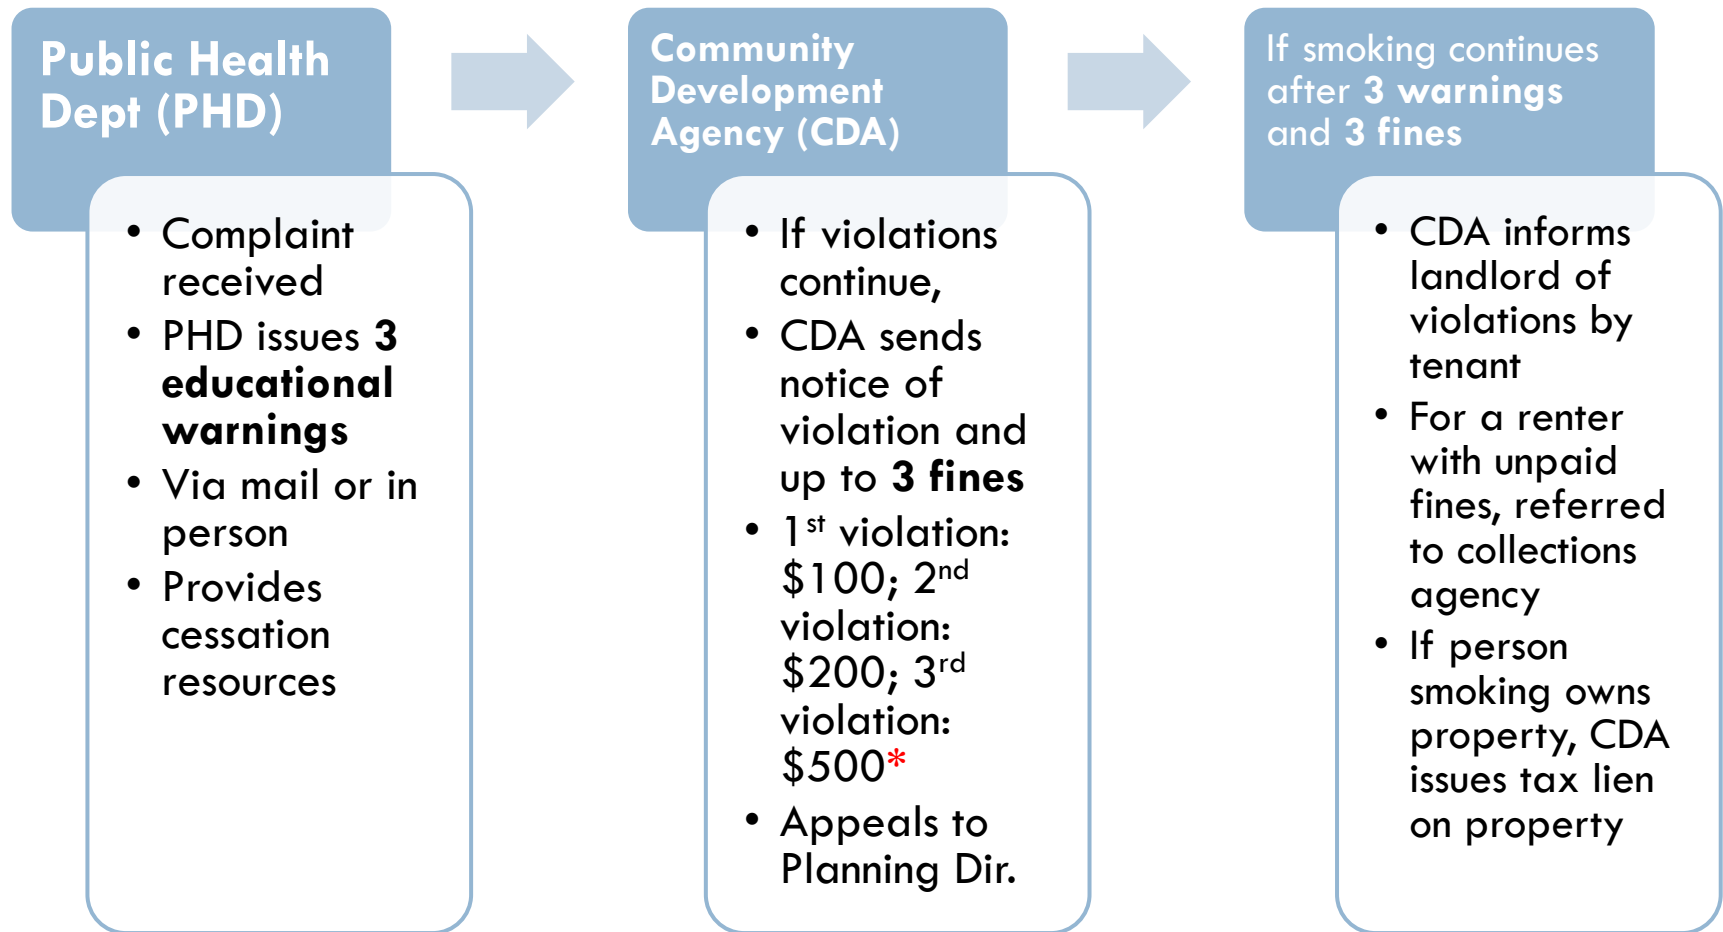 Public Health
Dept (PHD)
• Complaint
received
• PHD issues 3
educational
warnings
• Via mail or in
person
• Provides
cessation
resources
Community
Development
Agency (CDA)
• If violations
continue,
• CDA sends
notice of
violation and
up to 3 fines
• 1st violation:
$100; 2nd
violation:
$200; 3rd
violation:
$500*
• Appeals to
Planning Dir.
If smoking continues
after 3 warnings
and 3 fines
• CDA informs
landlord of
violations by
tenant
• For a renter
with unpaid
fines, referred
to collections
agency
• If person
smoking owns
property, CDA
issues tax lien
on property